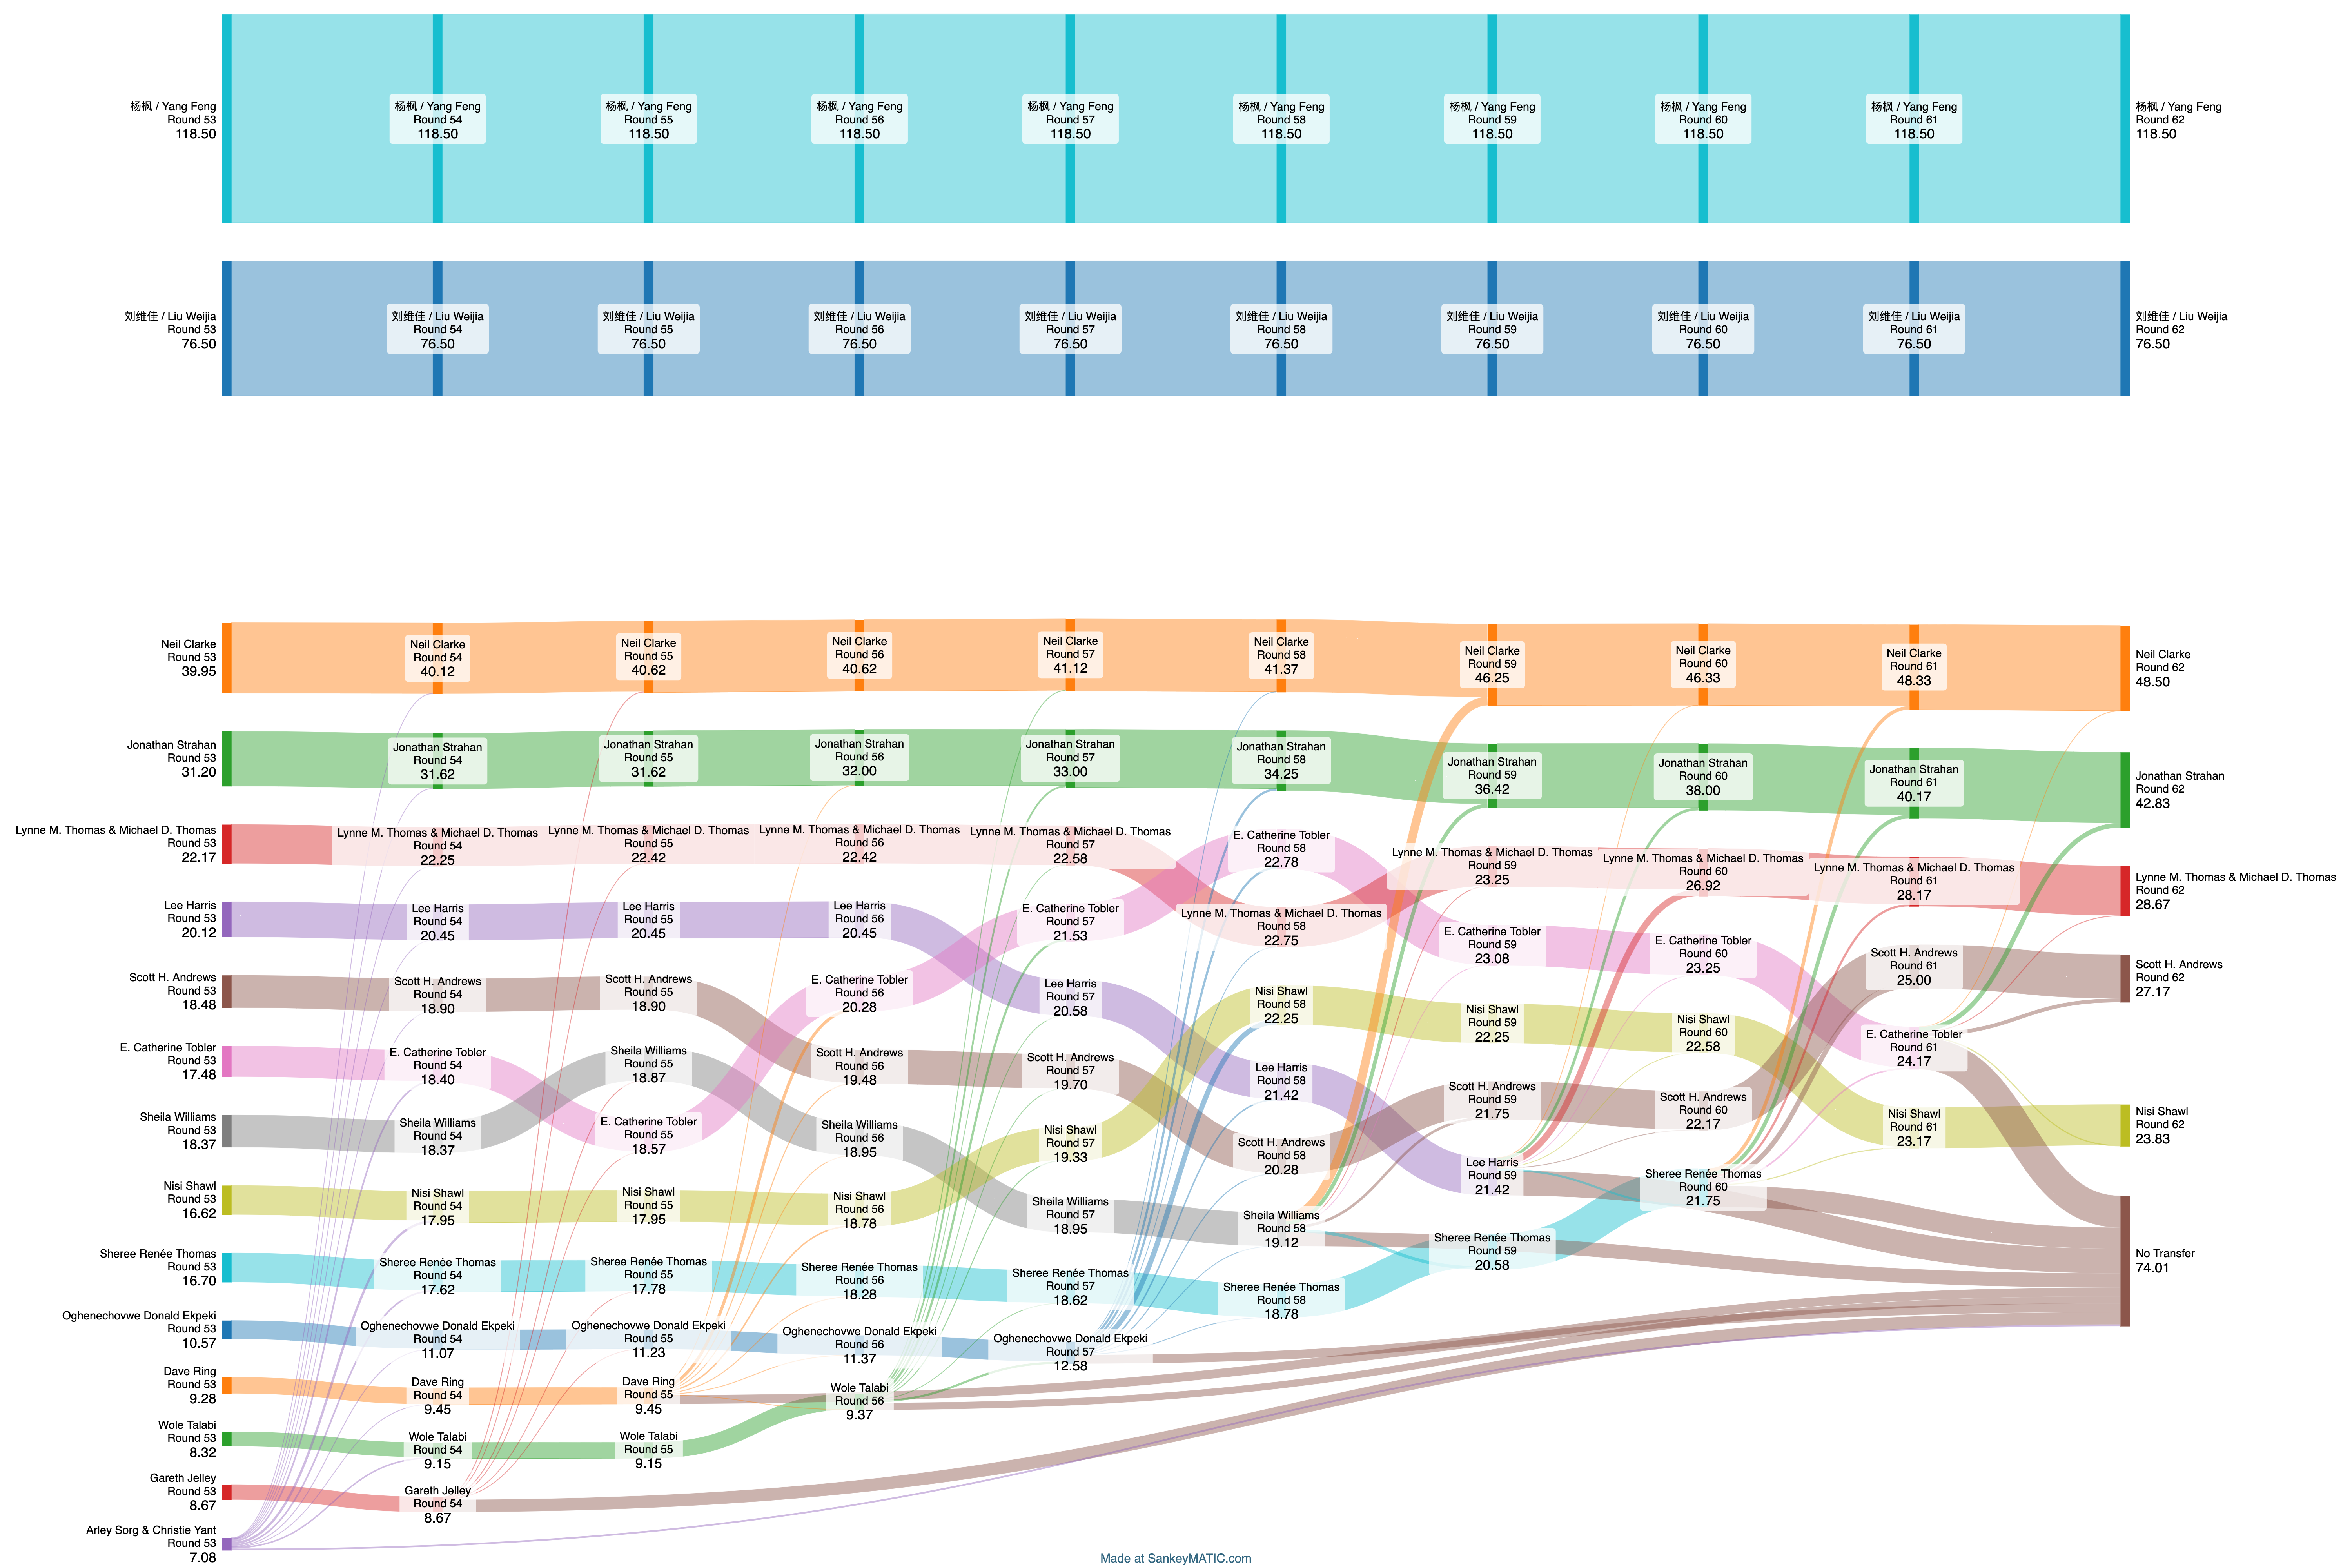 杨枫 / Yang Feng
Round 53
118.50
杨枫 / Yang Feng
Round 54
118.50
杨枫 / Yang Feng
Round 55
118.50
杨枫 / Yang Feng
Round 56
118.50
杨枫 / Yang Feng
Round 57
118.50
杨枫 / Yang Feng
Round 58
118.50
杨枫 / Yang Feng
Round 59
118.50
杨枫 / Yang Feng
Round 60
118.50
杨枫 / Yang Feng
Round 61
118.50
杨枫 / Yang Feng
Round 62
118.50
刘维佳 / Liu Weijia
Round 53
76.50
刘维佳 / Liu Weijia
Round 54
76.50
刘维佳 / Liu Weijia
Round 55
76.50
刘维佳 / Liu Weijia
Round 56
76.50
刘维佳 / Liu Weijia
Round 57
76.50
刘维佳 / Liu Weijia
Round 58
76.50
刘维佳 / Liu Weijia
Round 59
76.50
刘维佳 / Liu Weijia
Round 60
76.50
刘维佳 / Liu Weijia
Round 61
76.50
刘维佳 / Liu Weijia
Round 62
76.50
Neil Clarke
Round 53
39.95
Neil Clarke
Round 54
40.12
Neil Clarke
Round 55
40.62
Neil Clarke
Round 56
40.62
Neil Clarke
Round 57
41.12
Neil Clarke
Round 58
41.37
Neil Clarke
Round 59
46.25
Neil Clarke
Round 60
46.33
Neil Clarke
Round 61
48.33
Neil Clarke
Round 62
48.50
Jonathan Strahan
Round 53
31.20
Jonathan Strahan
Round 54
31.62
Jonathan Strahan
Round 55
31.62
Jonathan Strahan
Round 56
32.00
Jonathan Strahan
Round 57
33.00
Jonathan Strahan
Round 58
34.25
Jonathan Strahan
Round 59
36.42
Jonathan Strahan
Round 60
38.00
Jonathan Strahan
Round 61
40.17
Jonathan Strahan
Round 62
42.83
Lynne M. Thomas & Michael D. Thomas
Round 53
22.17
Lynne M. Thomas & Michael D. Thomas
Round 54
22.25
Lynne M. Thomas & Michael D. Thomas
Round 55
22.42
Lynne M. Thomas & Michael D. Thomas
Round 56
22.42
Lynne M. Thomas & Michael D. Thomas
Round 57
22.58
E. Catherine Tobler
Round 58
22.78
Lynne M. Thomas & Michael D. Thomas
Round 59
23.25
Lynne M. Thomas & Michael D. Thomas
Round 60
26.92
Lynne M. Thomas & Michael D. Thomas
Round 61
28.17
Lynne M. Thomas & Michael D. Thomas
Round 62
28.67
Lee Harris
Round 53
20.12
Lee Harris
Round 54
20.45
Lee Harris
Round 55
20.45
Lee Harris
Round 56
20.45
E. Catherine Tobler
Round 57
21.53
Lynne M. Thomas & Michael D. Thomas
Round 58
22.75
E. Catherine Tobler
Round 59
23.08
E. Catherine Tobler
Round 60
23.25
Scott H. Andrews
Round 61
25.00
Scott H. Andrews
Round 62
27.17
Scott H. Andrews
Round 53
18.48
Scott H. Andrews
Round 54
18.90
Scott H. Andrews
Round 55
18.90
E. Catherine Tobler
Round 56
20.28
Lee Harris
Round 57
20.58
Nisi Shawl
Round 58
22.25
Nisi Shawl
Round 59
22.25
Nisi Shawl
Round 60
22.58
E. Catherine Tobler
Round 61
24.17
E. Catherine Tobler
Round 53
17.48
E. Catherine Tobler
Round 54
18.40
Sheila Williams
Round 55
18.87
Scott H. Andrews
Round 56
19.48
Scott H. Andrews
Round 57
19.70
Lee Harris
Round 58
21.42
Scott H. Andrews
Round 59
21.75
Scott H. Andrews
Round 60
22.17
Nisi Shawl
Round 61
23.17
Nisi Shawl
Round 62
23.83
Sheila Williams
Round 53
18.37
Sheila Williams
Round 54
18.37
E. Catherine Tobler
Round 55
18.57
Sheila Williams
Round 56
18.95
Nisi Shawl
Round 57
19.33
Scott H. Andrews
Round 58
20.28
Lee Harris
Round 59
21.42
Sheree Renée Thomas
Round 60
21.75
Nisi Shawl
Round 53
16.62
Nisi Shawl
Round 54
17.95
Nisi Shawl
Round 55
17.95
Nisi Shawl
Round 56
18.78
Sheila Williams
Round 57
18.95
Sheila Williams
Round 58
19.12
Sheree Renée Thomas
Round 59
20.58
No Transfer
74.01
Sheree Renée Thomas
Round 53
16.70
Sheree Renée Thomas
Round 54
17.62
Sheree Renée Thomas
Round 55
17.78
Sheree Renée Thomas
Round 56
18.28
Sheree Renée Thomas
Round 57
18.62
Sheree Renée Thomas
Round 58
18.78
Oghenechovwe Donald Ekpeki
Round 53
10.57
Oghenechovwe Donald Ekpeki
Round 54
11.07
Oghenechovwe Donald Ekpeki
Round 55
11.23
Oghenechovwe Donald Ekpeki
Round 56
11.37
Oghenechovwe Donald Ekpeki
Round 57
12.58
Dave Ring
Round 53
9.28
Dave Ring
Round 54
9.45
Dave Ring
Round 55
9.45
Wole Talabi
Round 56
9.37
Wole Talabi
Round 53
8.32
Wole Talabi
Round 54
9.15
Wole Talabi
Round 55
9.15
Gareth Jelley
Round 53
8.67
Gareth Jelley
Round 54
8.67
Arley Sorg & Christie Yant
Round 53
7.08
Made at SankeyMATIC.com